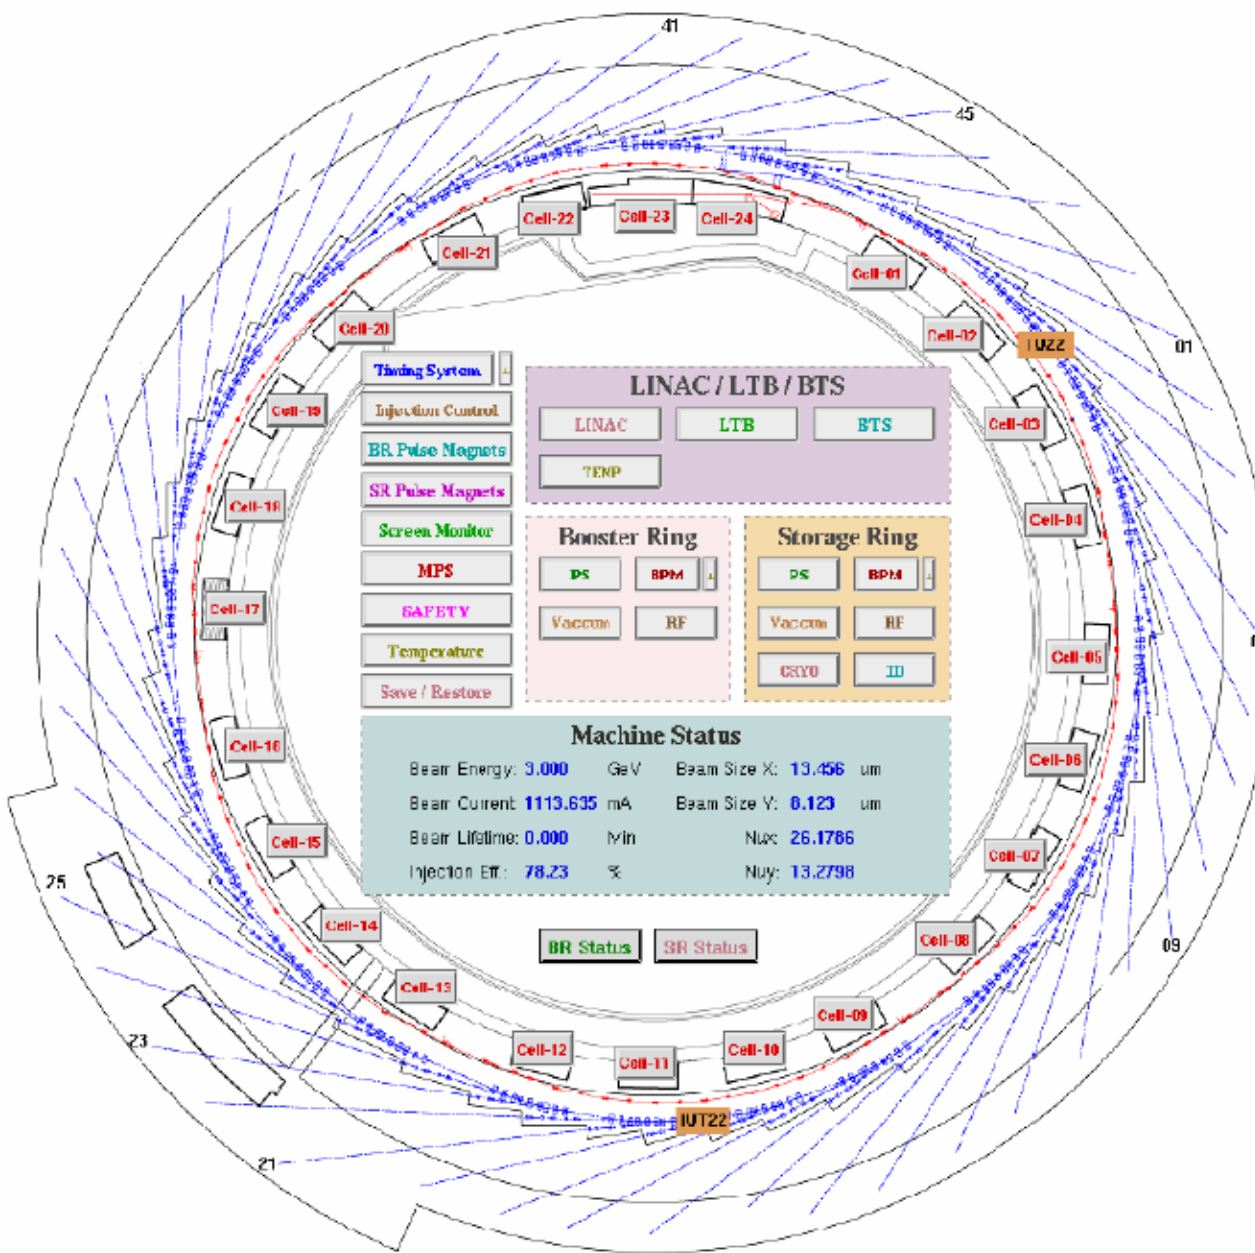 41
45
Cell-22
Cell-23
Cell-24
Cell-21
Cell-01
Cell-20
Cell-02
01
Timing System
LINAC / LTB / BTS
Injection Control
Cell-19
LINAC
LTB
BTS
Cell-03
BR Pulse Magnets
TEMP
SR Pulse Magnets
Cell-18
Cell-04
Screen Monitor
Booster Ring
Storage Ring
MPS
PS
BPM
PS
BPM
Cell-17
SAFETY
Vaccum
RF
Vaccum
RF
Temperature
Cell-05
CRYO
ID
Save / Restore
Machine Status
Cell-16
Beam Energy: 3.000 GeV Beam Size X: 13.456 um
Cell-06
Beam Current: 1113.635 mA Beam Size Y: 8.123 um
Cell-15
Beam Lifetime: 0.000 Min Nux: 26.1786
Cell-07
Injection Eff.: 78.23 % Nuy: 13.2798
25
Cell-14
BR Status
SR Status
Cell-08
09
Cell-13
Cell-09
23
Cell-12
Cell-11
Cell-10
IUT22
21